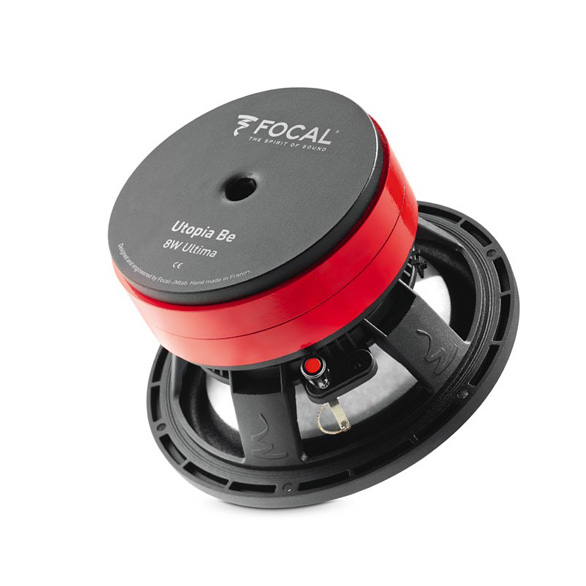 FOCAL®
THE SPIRIT OF SOUND
Utopia Be
8W Ultima
CE
Designed and engineered by Focal-JMlab. Hand made in France.